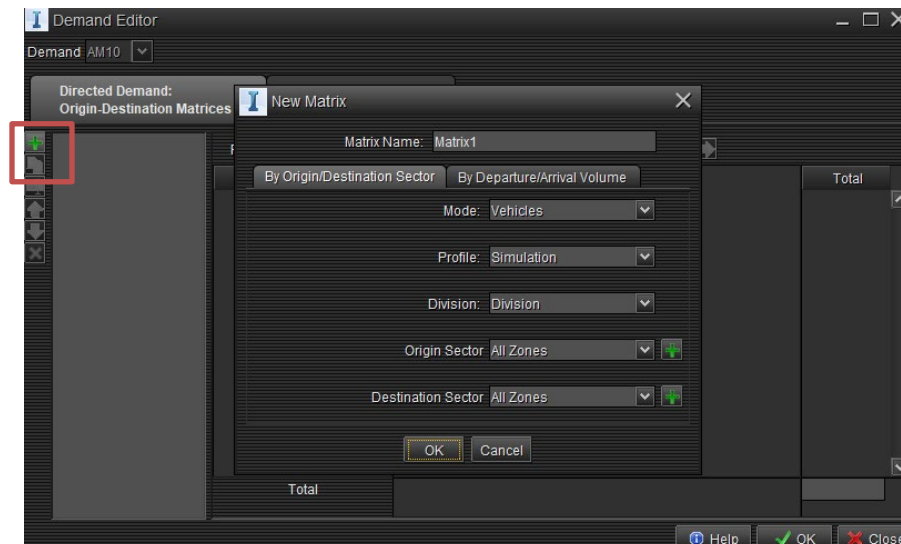 Demand Editor
Demand AM10
Directed Demand:
Origin-Destination Matrices
New Matrix
Matrix Name: Matrix1
By Origin/Destination Sector By Departure/Arrival Volume
Total
Mode: Vehicles
Profile: Simulation
Division: Division
Origin Sector All Zones
Destination Sector All Zones
OK Cancel
Total
Help OK Close